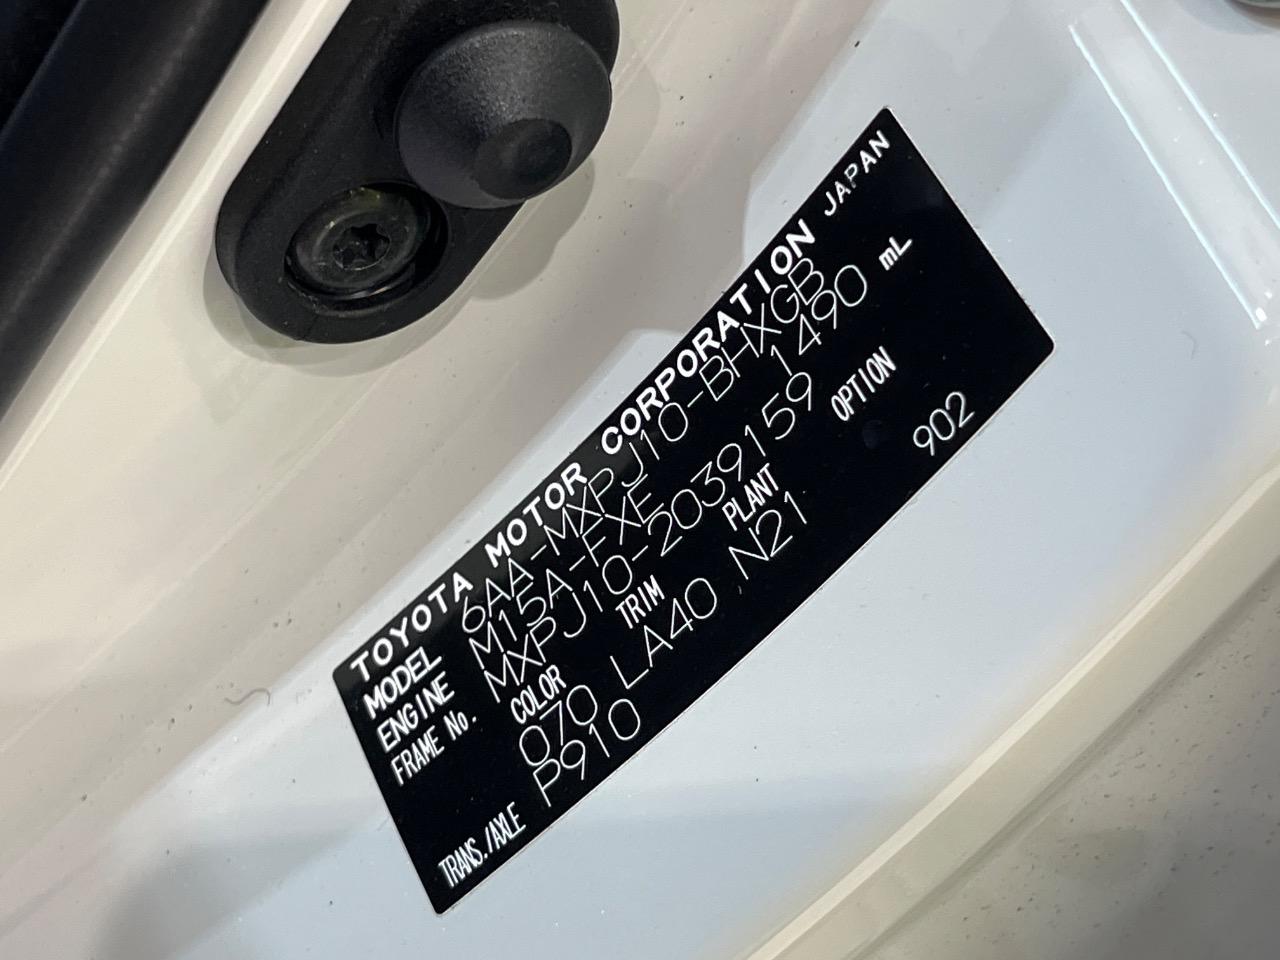 TOYOTA MOTOR CORPORATION JAPAN
MODEL 6AA-MXPJ10-BHXGB
ENGINE M15A-FXE 1490 mL
FRAME No. MXPJ10-2039159
COLOR TRIM PLANT OPTION
070 LA40 N21 902
TRANS./AXLE P910